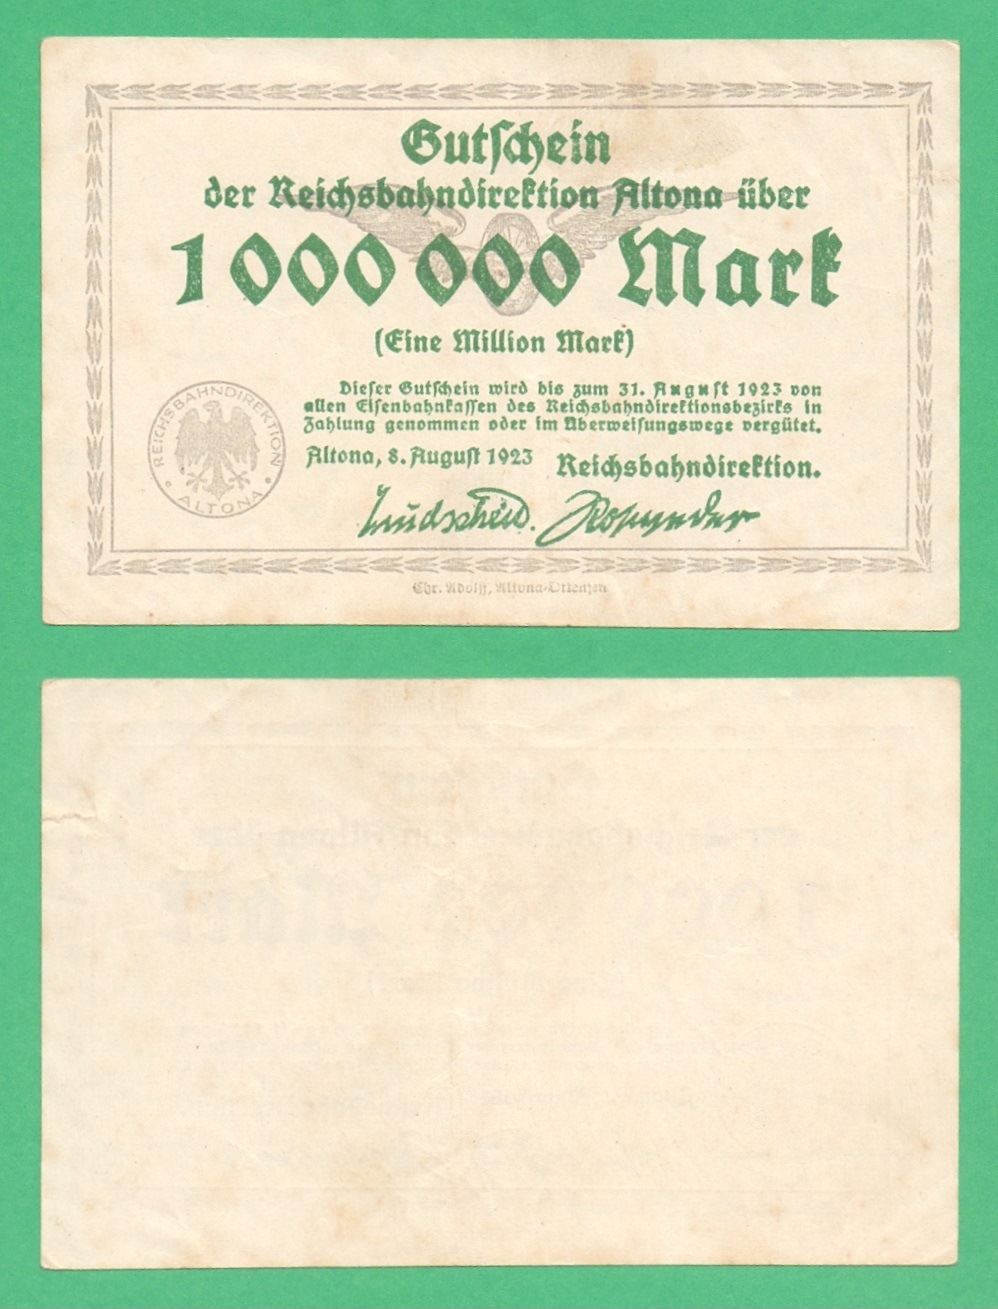 Gutschein
der Reichsbahndirektion Altona über
1 000 000 Mark
(Eine Million Mark)
Dieser Gutschein wird bis zum 31. August 1923 von
allen Eisenbahnkassen des Reichsbahndirektionsbezirks in
Zahlung genommen oder im Überweisungswege vergütet.
Altona, 8. August 1923 Reichsbahndirektion.
REICHSBAHNDIREKTION
• ALTONA •
Chr. Adolff, Altona-Ottensen